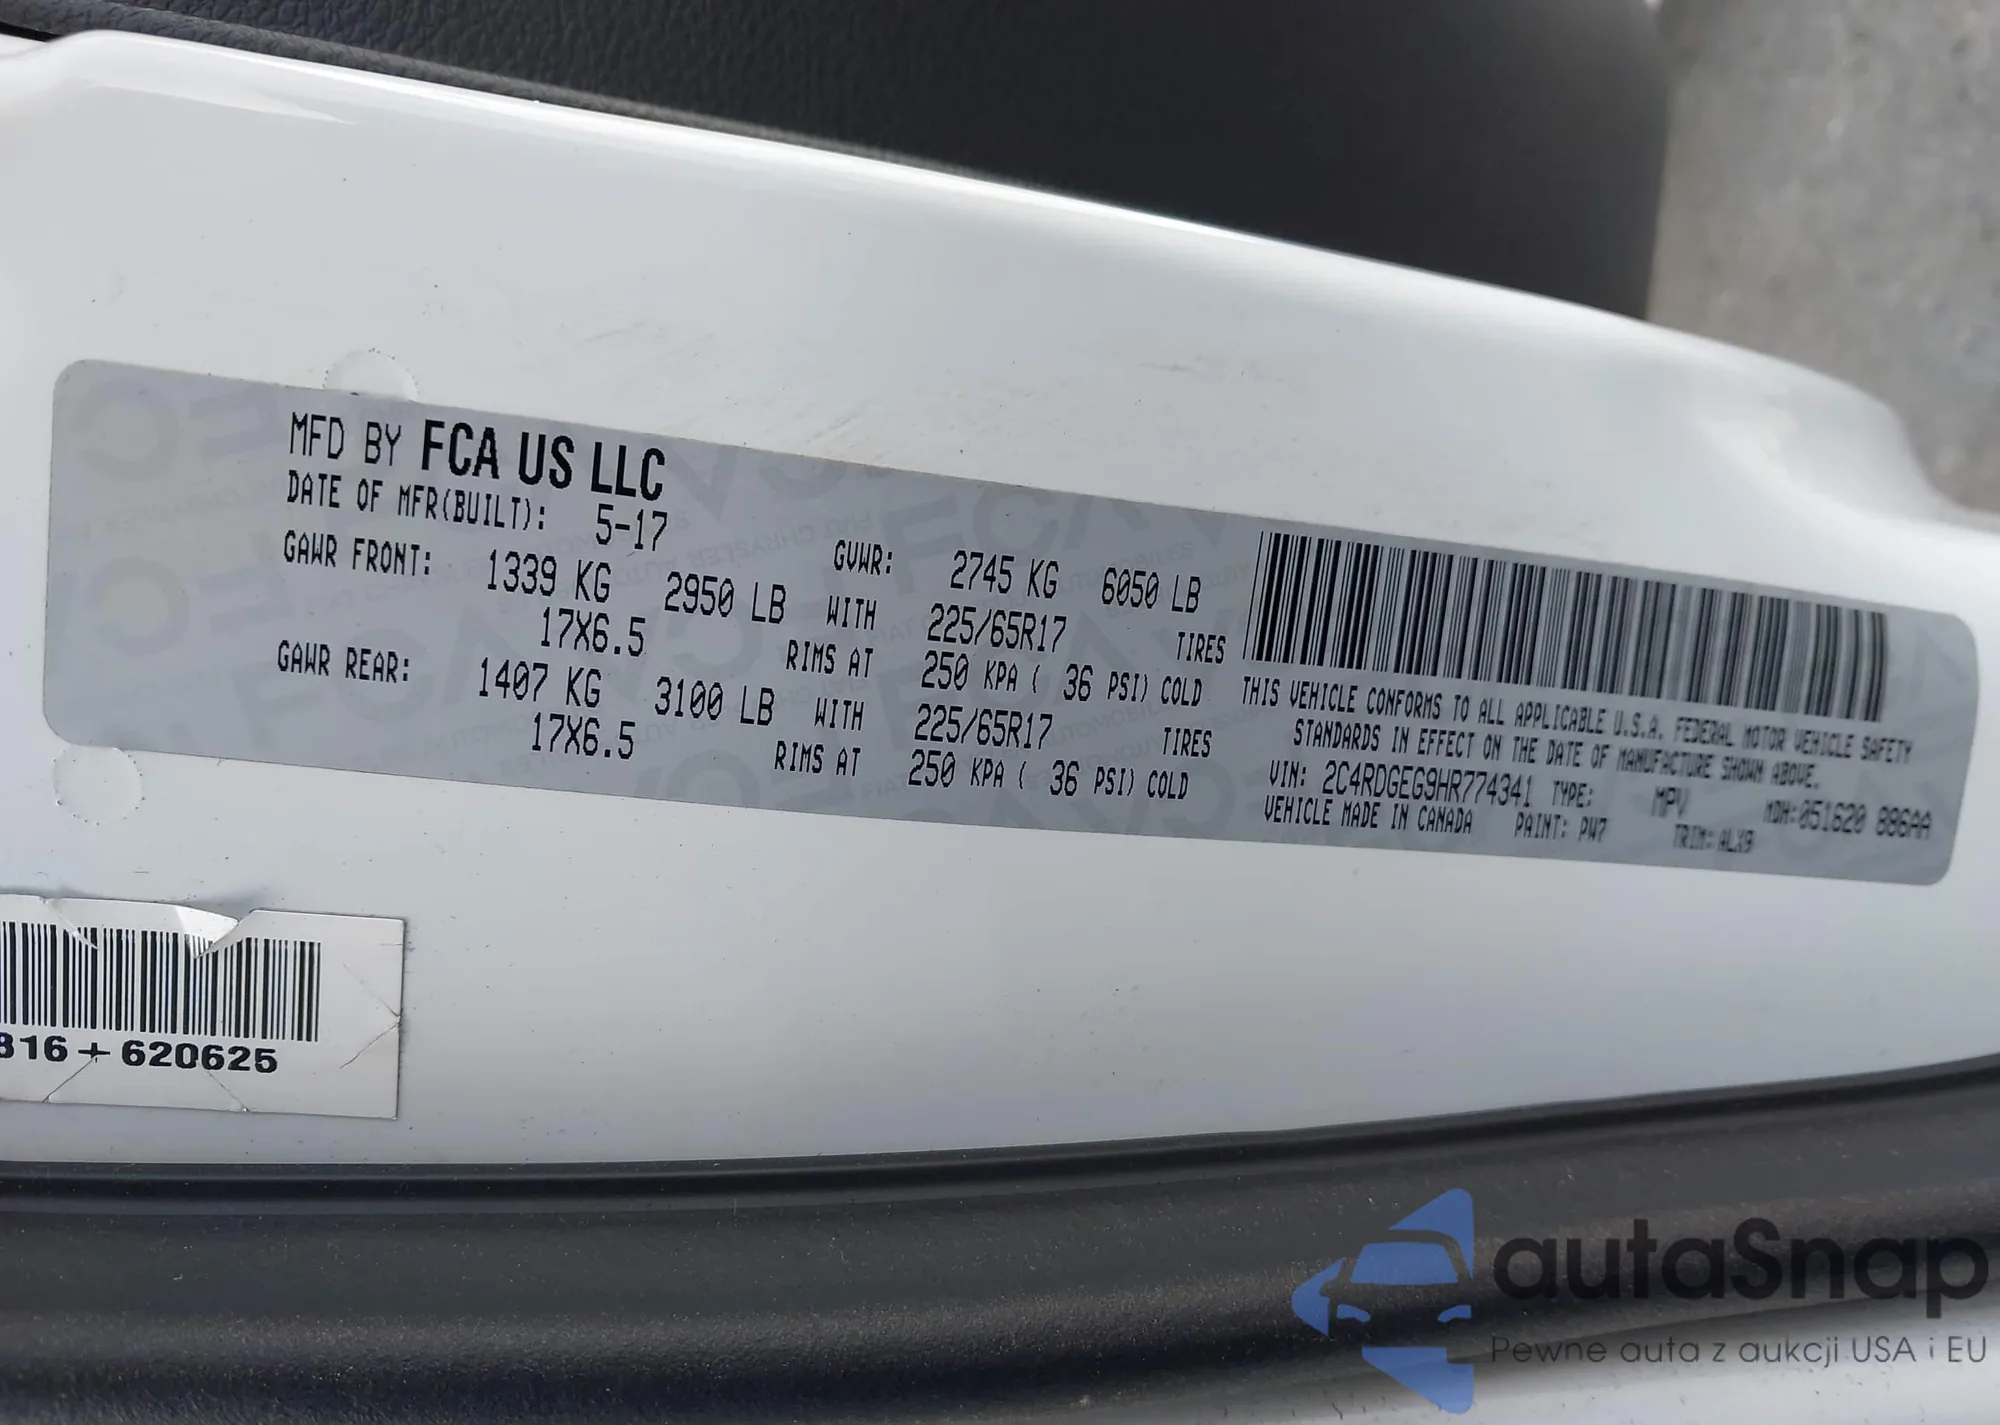 MFD BY FCA US LLC
DATE OF MFR(BUILT): 5-17
GAWR FRONT: 1339 KG 2950 LB WITH 225/65R17 TIRES
17X6.5 RIMS AT 250 KPA ( 36 PSI) COLD
GAWR REAR: 1407 KG 3100 LB WITH 225/65R17 TIRES
17X6.5 RIMS AT 250 KPA ( 36 PSI) COLD
GVWR: 2745 KG 6050 LB
THIS VEHICLE CONFORMS TO ALL APPLICABLE U.S.A. FEDERAL MOTOR VEHICLE SAFETY
STANDARDS IN EFFECT ON THE DATE OF MANUFACTURE SHOWN ABOVE.
VIN: 2C4RDGEG9HR774341 TYPE: MPV MDH:051620 886AA
VEHICLE MADE IN CANADA PAINT: PW7 TRIM: ALX9
816+620625
autaSnap
Pewne auta z aukcji USA i EU